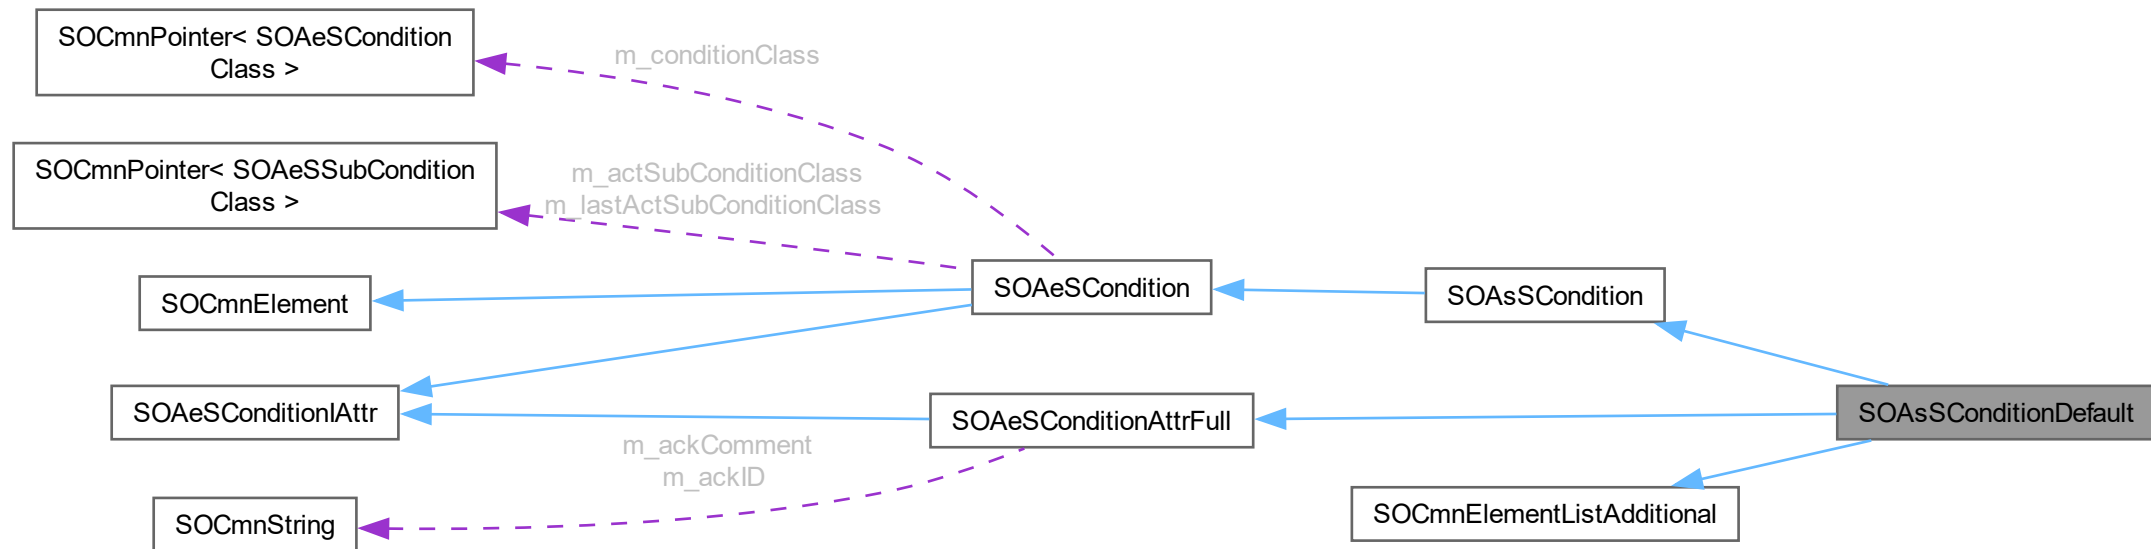 SOCmnPointer< SOAeSCondition
Class >
m_conditionClass
SOCmnPointer< SOAeSSubCondition
Class >
m_actSubConditionClass
m_lastActSubConditionClass
SOCmnElement
SOAeSCondition
SOAsSCondition
SOAeSConditionIAttr
SOAeSConditionAttrFull
SOAsSConditionDefault
m_ackComment
m_ackID
SOCmnString
SOCmnElementListAdditional